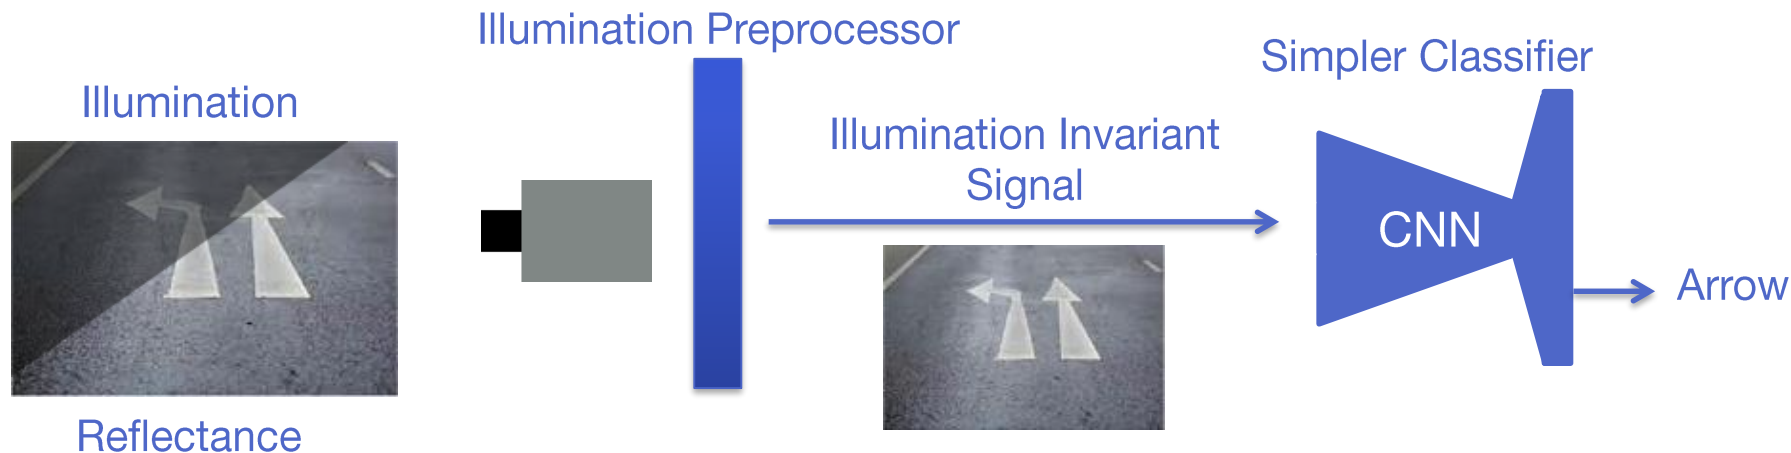 Illumination
Reflectance
Illumination Preprocessor
Illumination Invariant
Signal
Simpler Classifier
CNN
Arrow